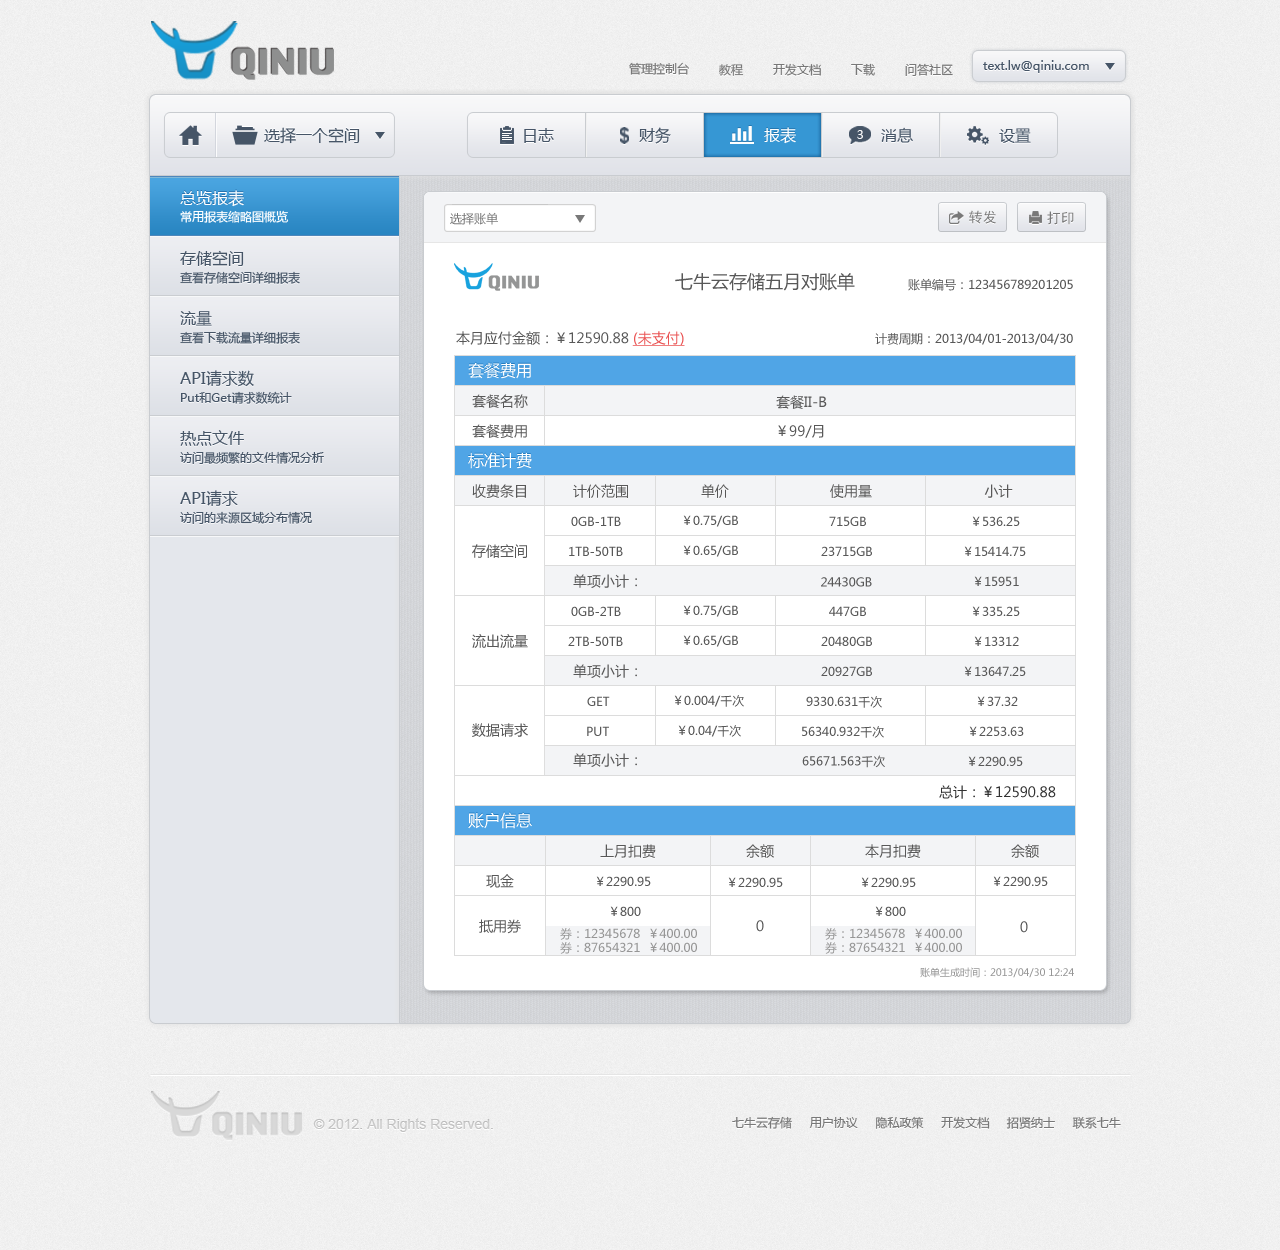 QINIU
管理控制台 教程 开发文档 下载 问答社区 text.lw@qiniu.com
选择一个空间 日志 财务 报表 3 消息 设置
总览报表
常用报表缩略图概览
存储空间
查看存储空间详细报表
流量
查看下载流量详细报表
API请求数
Put和Get请求数统计
热点文件
访问最频繁的文件情况分析
API请求
访问的来源区域分布情况
选择账单 转发 打印
QINIU 七牛云存储五月对账单 账单编号：123456789201205
本月应付金额：￥12590.88 (未支付) 计费周期：2013/04/01-2013/04/30
套餐费用
套餐名称 套餐II-B
套餐费用 ￥99/月
标准计费
收费条目 计价范围 单价 使用量 小计
存储空间
0GB-1TB ￥0.75/GB 715GB ￥536.25
1TB-50TB ￥0.65/GB 23715GB ￥15414.75
单项小计： 24430GB ￥15951
流出流量
0GB-2TB ￥0.75/GB 447GB ￥335.25
2TB-50TB ￥0.65/GB 20480GB ￥13312
单项小计： 20927GB ￥13647.25
数据请求
GET ￥0.004/千次 9330.631千次 ￥37.32
PUT ￥0.04/千次 56340.932千次 ￥2253.63
单项小计： 65671.563千次 ￥2290.95
总计：￥12590.88
账户信息
上月扣费 余额 本月扣费 余额
现金 ￥2290.95 ￥2290.95 ￥2290.95 ￥2290.95
抵用券 ￥800 0 ￥800 0
券：12345678 ￥400.00 券：12345678 ￥400.00
券：87654321 ￥400.00 券：87654321 ￥400.00
账单生成时间：2013/04/30 12:24
QINIU © 2012. All Rights Reserved. 七牛云存储 用户协议 隐私政策 开发文档 招贤纳士 联系七牛